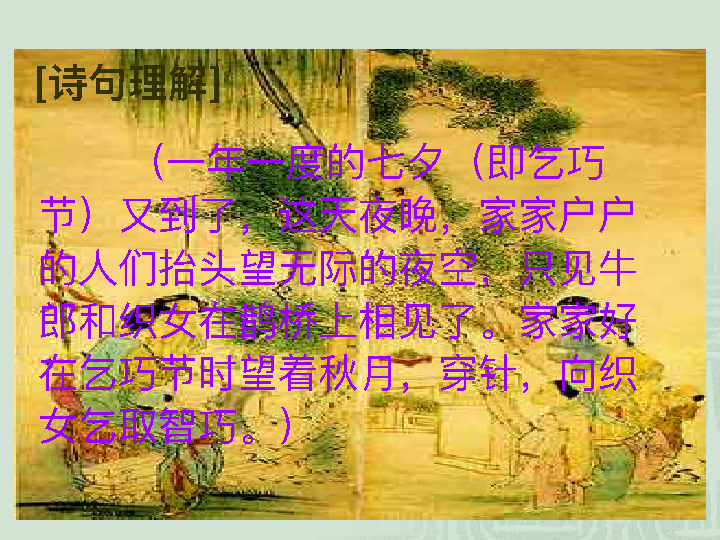 [诗句理解]
（一年一度的七夕（即乞巧
节）又到了，这天夜晚，家家户户
的人们抬头望无际的夜空，只见牛
郎和织女在鹊桥上相见了。家家好
在乞巧节时望着秋月，穿针，向织
女乞取智巧。）